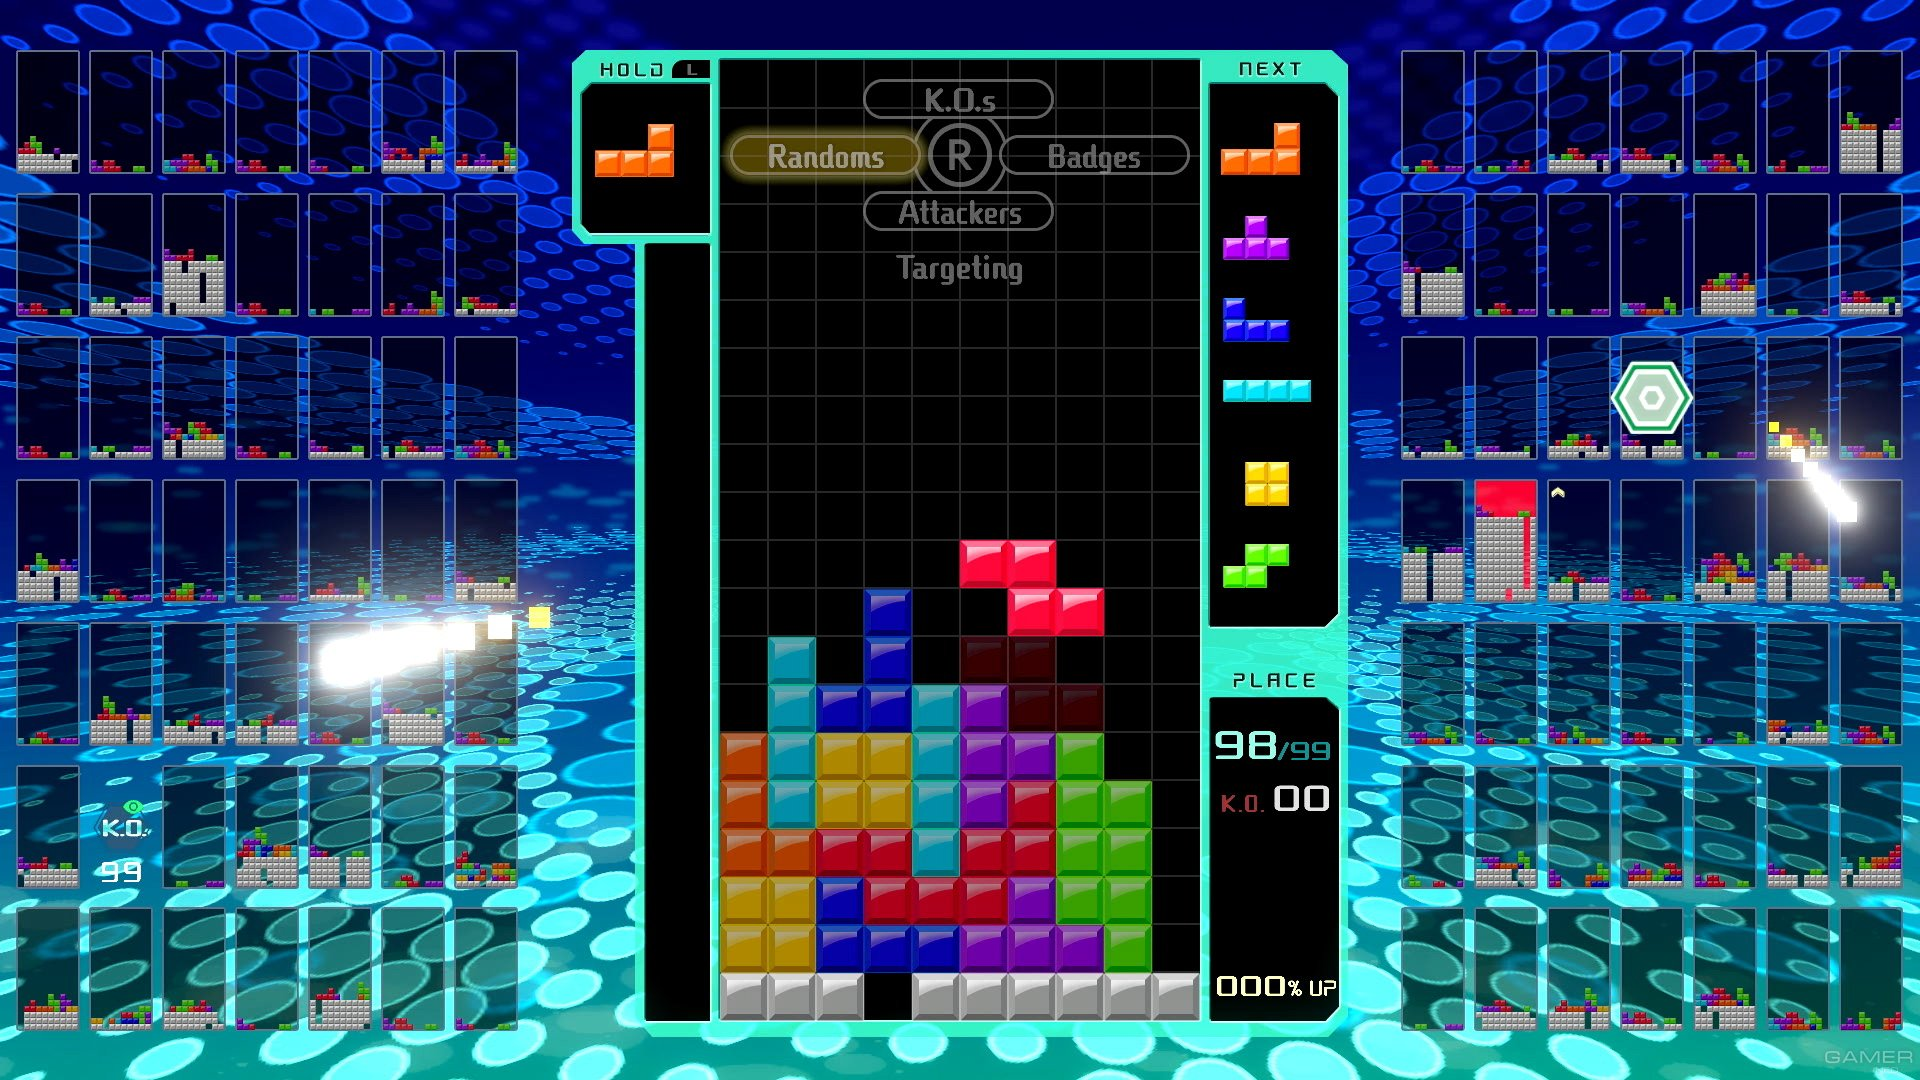 HOLD L
NEXT
K.O.s
Randoms
R
Badges
Attackers
Targeting
PLACE
98/99
K.O. 00
000% UP
K.O.
99
GAMER